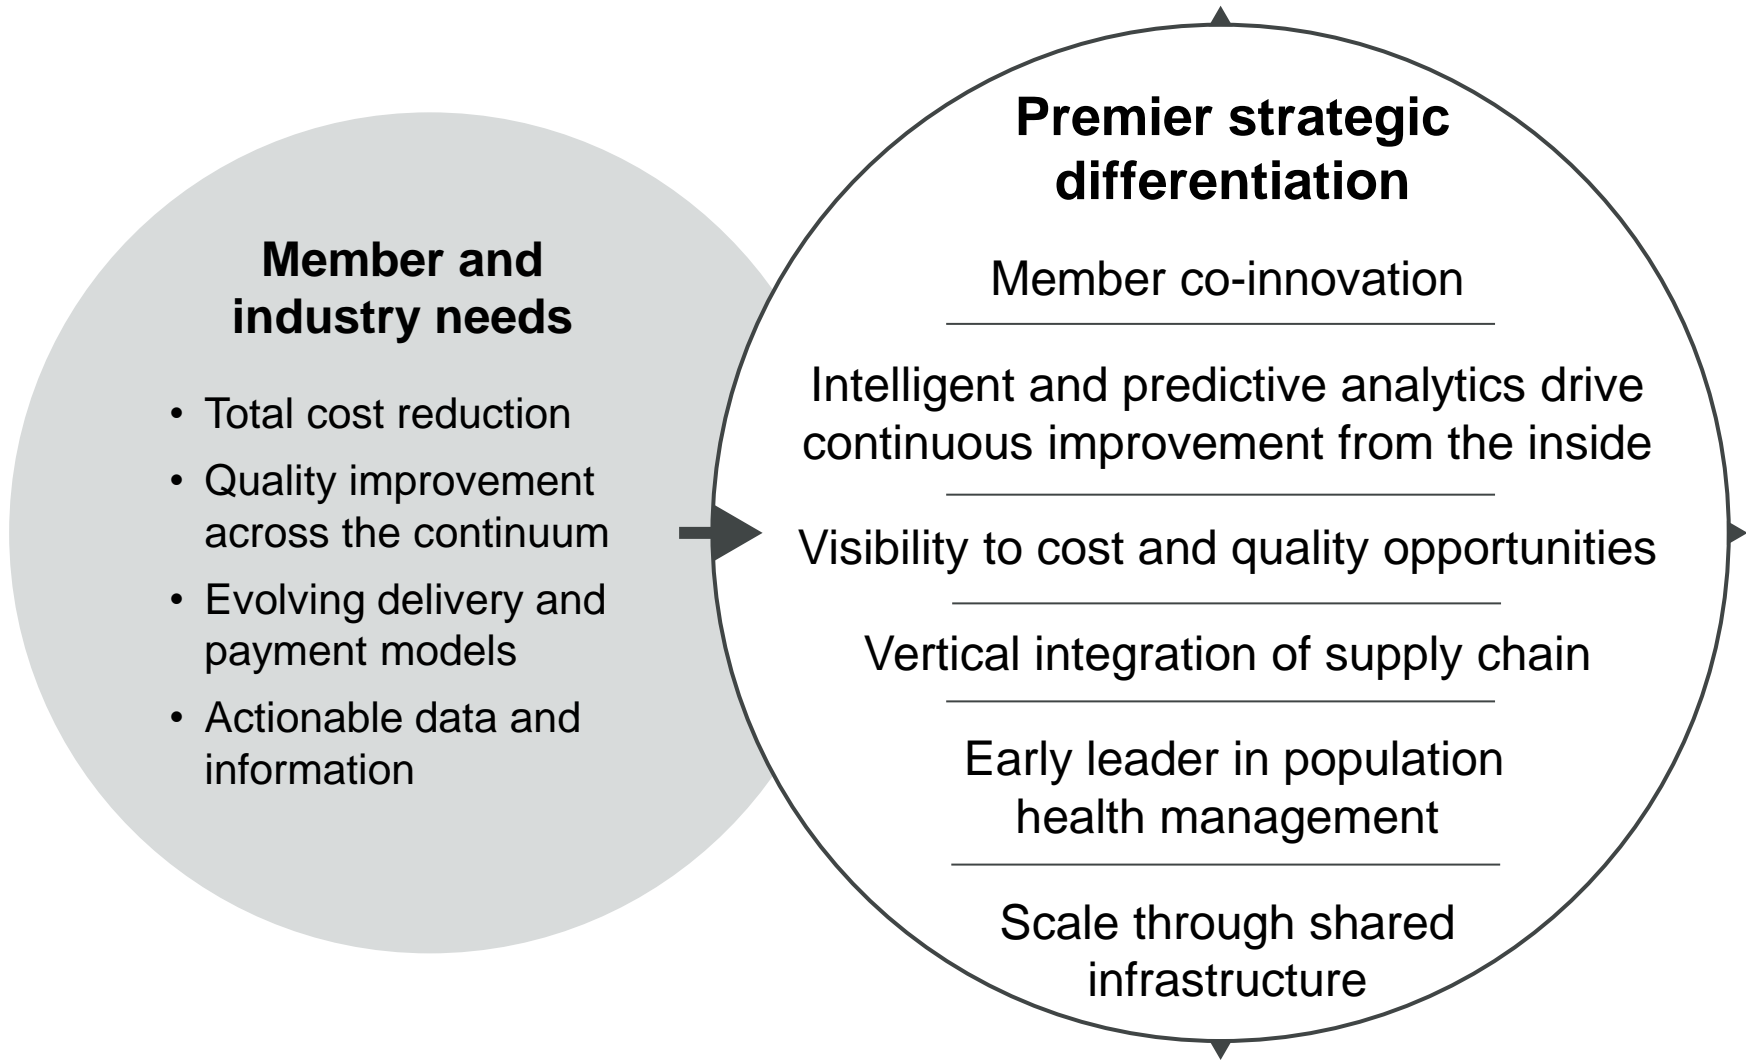 Member and
industry needs
• Total cost reduction
• Quality improvement
across the continuum
• Evolving delivery and
payment models
• Actionable data and
information
Premier strategic
differentiation
Member co-innovation
Intelligent and predictive analytics drive
continuous improvement from the inside
Visibility to cost and quality opportunities
Vertical integration of supply chain
Early leader in population
health management
Scale through shared
infrastructure